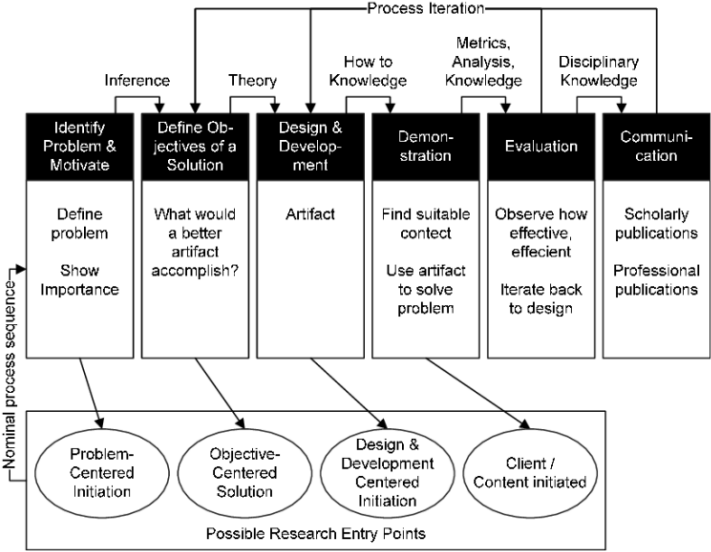 Process Iteration
Inference
Theory
How to
Knowledge
Metrics,
Analysis,
Knowledge
Disciplinary
Knowledge
Identify
Problem &
Motivate
Define
problem
Show
Importance
Define Ob-
jectives of a
Solution
What would
a better
artifact
accomplish?
Design &
Develop-
ment
Artifact
Demon-
stration
Find suitable
contect
Use artifact
to solve
problem
Evaluation
Observe how
effective,
effecient
Iterate back
to design
Communi-
cation
Scholarly
publications
Professional
publications
Nominal process sequence
Problem-
Centered
Initiation
Objective-
Centered
Solution
Design &
Development
Centered
Initiation
Client /
Content initiated
Possible Research Entry Points